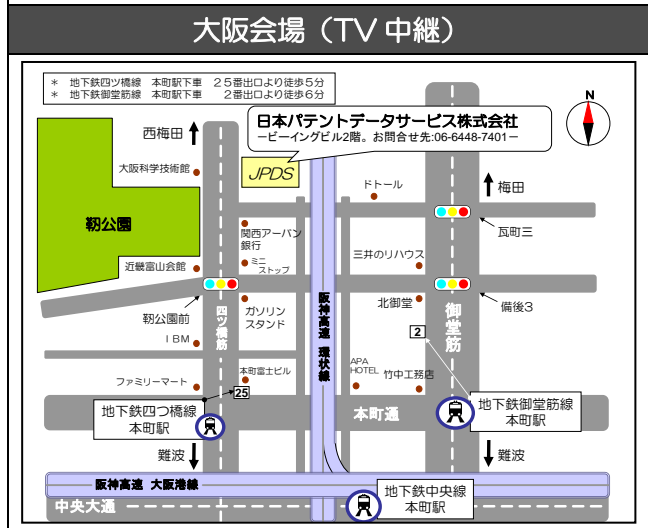 大阪会場（TV 中継）
＊ 地下鉄四ツ橋線 本町駅下車 25番出口より徒歩5分
＊ 地下鉄御堂筋線 本町駅下車 2番出口より徒歩6分
日本パテントデータサービス株式会社
－ビーイングビル2階。お問合せ先:06-6448-7401－
N
西梅田
大阪科学技術館
JPDS
ドトール
梅田
靭公園
関西アーバン
銀行
瓦町三
近畿富山会館
ミニ
ストップ
三井のリハウス
靭公園前
四ツ橋筋
ガソリン
スタンド
阪神高速 環状線
北御堂
御堂筋
備後3
IBM
2
ファミリーマート
本町富士ビル
25
APA
HOTEL
竹中工務店
地下鉄四つ橋線
本町駅
本町通
地下鉄御堂筋線
本町駅
難波
難波
阪神高速 大阪港線
地下鉄中央線
本町駅
中央大通